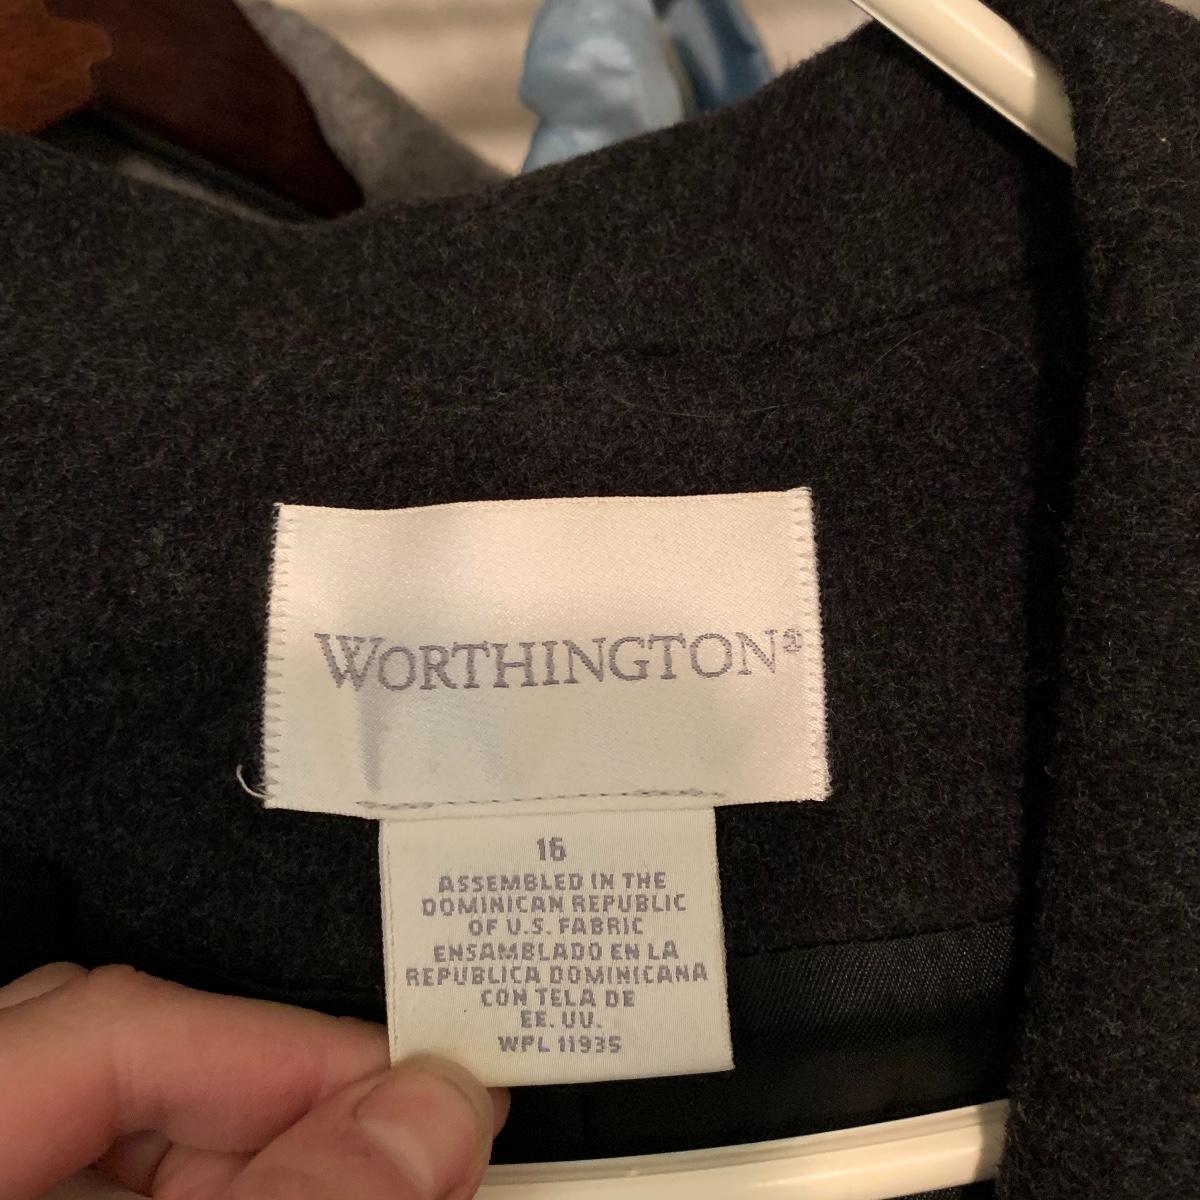 WORTHINGTON®
16
ASSEMBLED IN THE
DOMINICAN REPUBLIC
OF U.S. FABRIC
ENSAMBLADO EN LA
REPUBLICA DOMINICANA
CON TELA DE
EE. UU.
WPL 11935